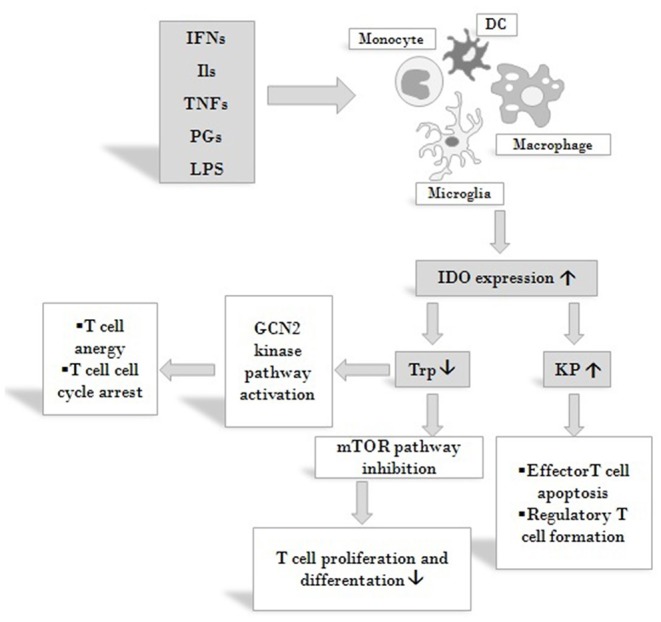 IFNs
Ils
TNFs
PGs
LPS
Monocyte
DC
Macrophage
Microglia
IDO expression ↑
Trp ↓
KP ↑
GCN2
kinase
pathway
activation
▪T cell
anergy
▪T cell cell
cycle arrest
mTOR pathway
inhibition
T cell proliferation and
differentation ↓
▪EffectorT cell
apoptosis
▪Regulatory T
cell formation